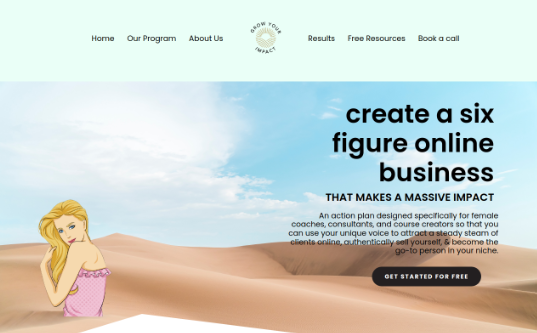 Home
Our Program
About Us
GROW YOUR
IMPACT
Results
Free Resources
Book a call
create a six
figure online
business
THAT MAKES A MASSIVE IMPACT
An action plan designed specifically for female
coaches, consultants, and course creators so that you
can use your unique voice to attract a steady steam of
clients online, authentically sell yourself, & become the
go-to person in your niche.
GET STARTED FOR FREE